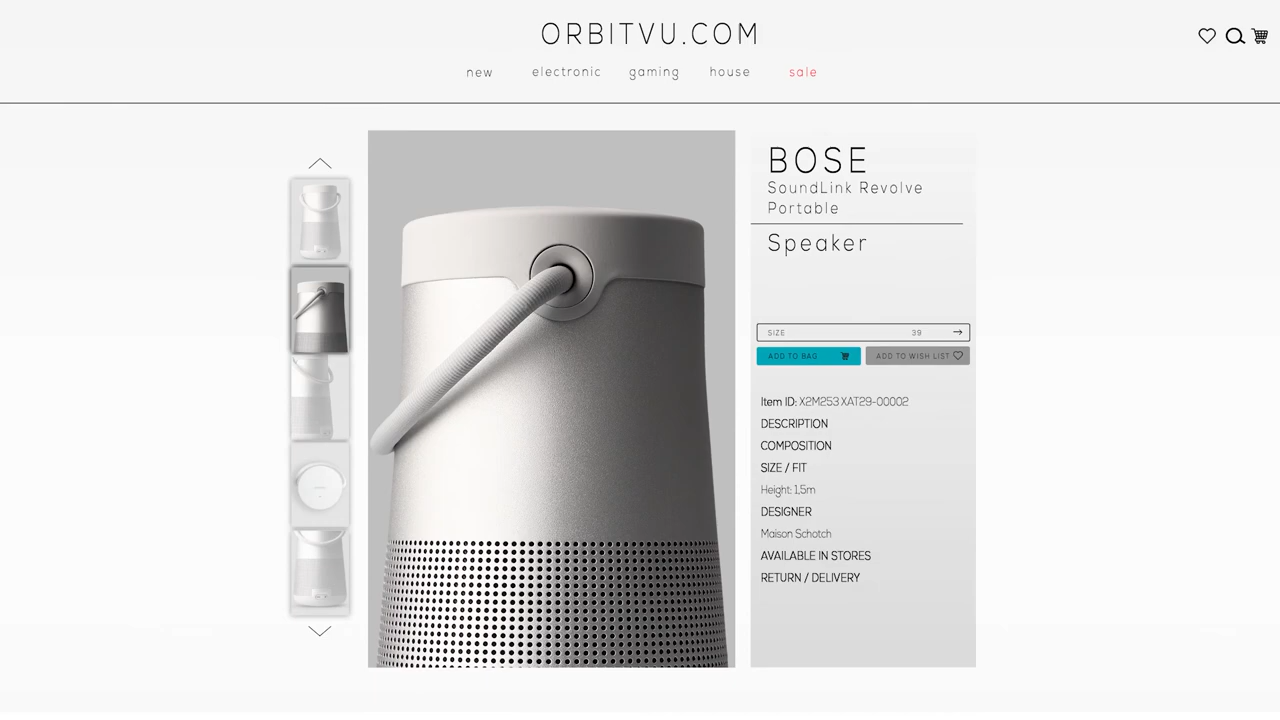 ORBITVU.COM
new electronic gaming house sale
BOSE
SoundLink Revolve
Portable
Speaker
SIZE 39
ADD TO BAG ADD TO WISH LIST
Item ID: X2M253XAT29-00002
DESCRIPTION
COMPOSITION
SIZE / FIT
Height: 1,5m
DESIGNER
Maison Schotch
AVAILABLE IN STORES
RETURN / DELIVERY